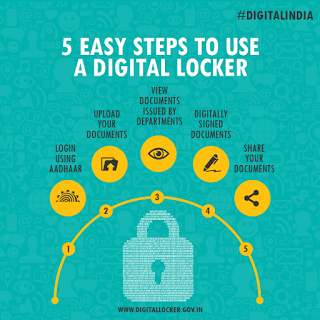 #DIGITALINDIA
5 EASY STEPS TO USE
A DIGITAL LOCKER
LOGIN
USING
AADHAAR
UPLOAD
YOUR
DOCUMENTS
VIEW
DOCUMENTS
ISSUED BY
DEPARTMENTS
DIGITALLY
SIGNED
DOCUMENTS
SHARE
YOUR
DOCUMENTS
1
2
3
4
5
WWW.DIGITALLOCKER.GOV.IN